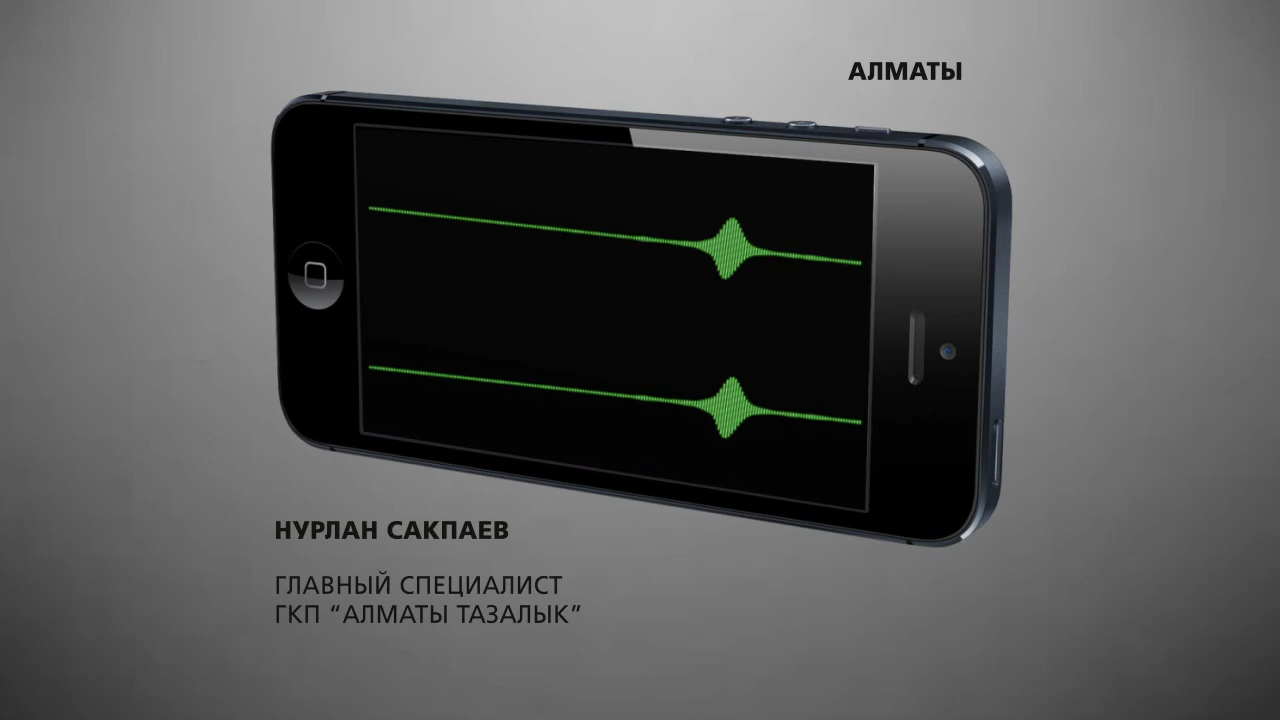 АЛМАТЫ
НУРЛАН САКПАЕВ
ГЛАВНЫЙ СПЕЦИАЛИСТ
ГКП “АЛМАТЫ ТАЗАЛЫК”